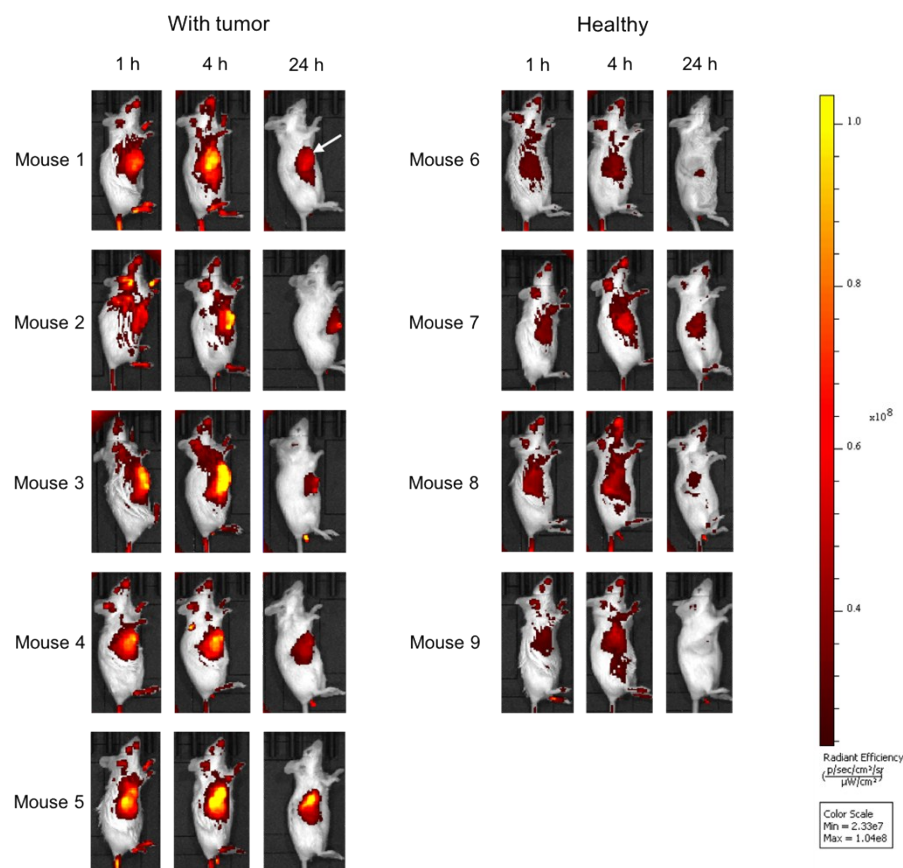 With tumor
Healthy
1 h
4 h
24 h
1 h
4 h
24 h
Mouse 1
Mouse 6
Mouse 2
Mouse 7
Mouse 3
Mouse 8
Mouse 4
Mouse 9
Mouse 5
1.0
0.8
x10⁸
0.6
0.4
Radiant Efficiency
(p/sec/cm²/sr
µW/cm²)
Color Scale
Min = 2.33e7
Max = 1.04e8